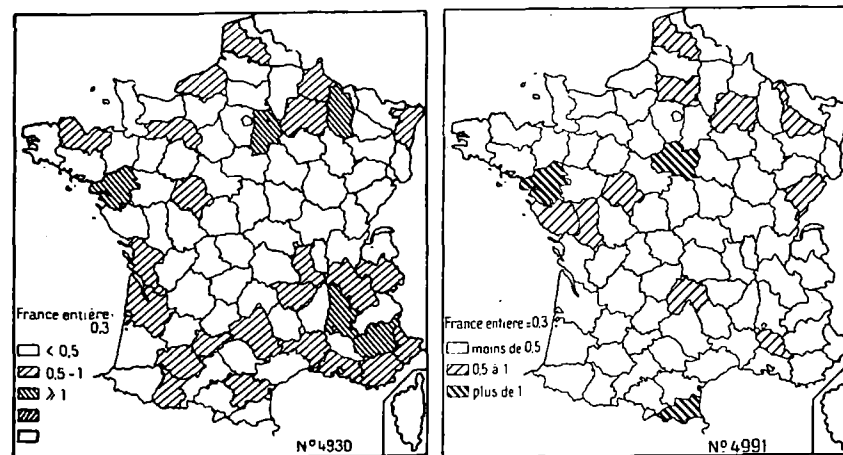 France entière:
0,3
< 0,5
0,5-1
⩾ 1
N° 4930
France entière = 0.3
moins de 0,5
0,5 à 1
plus de 1
N° 4991